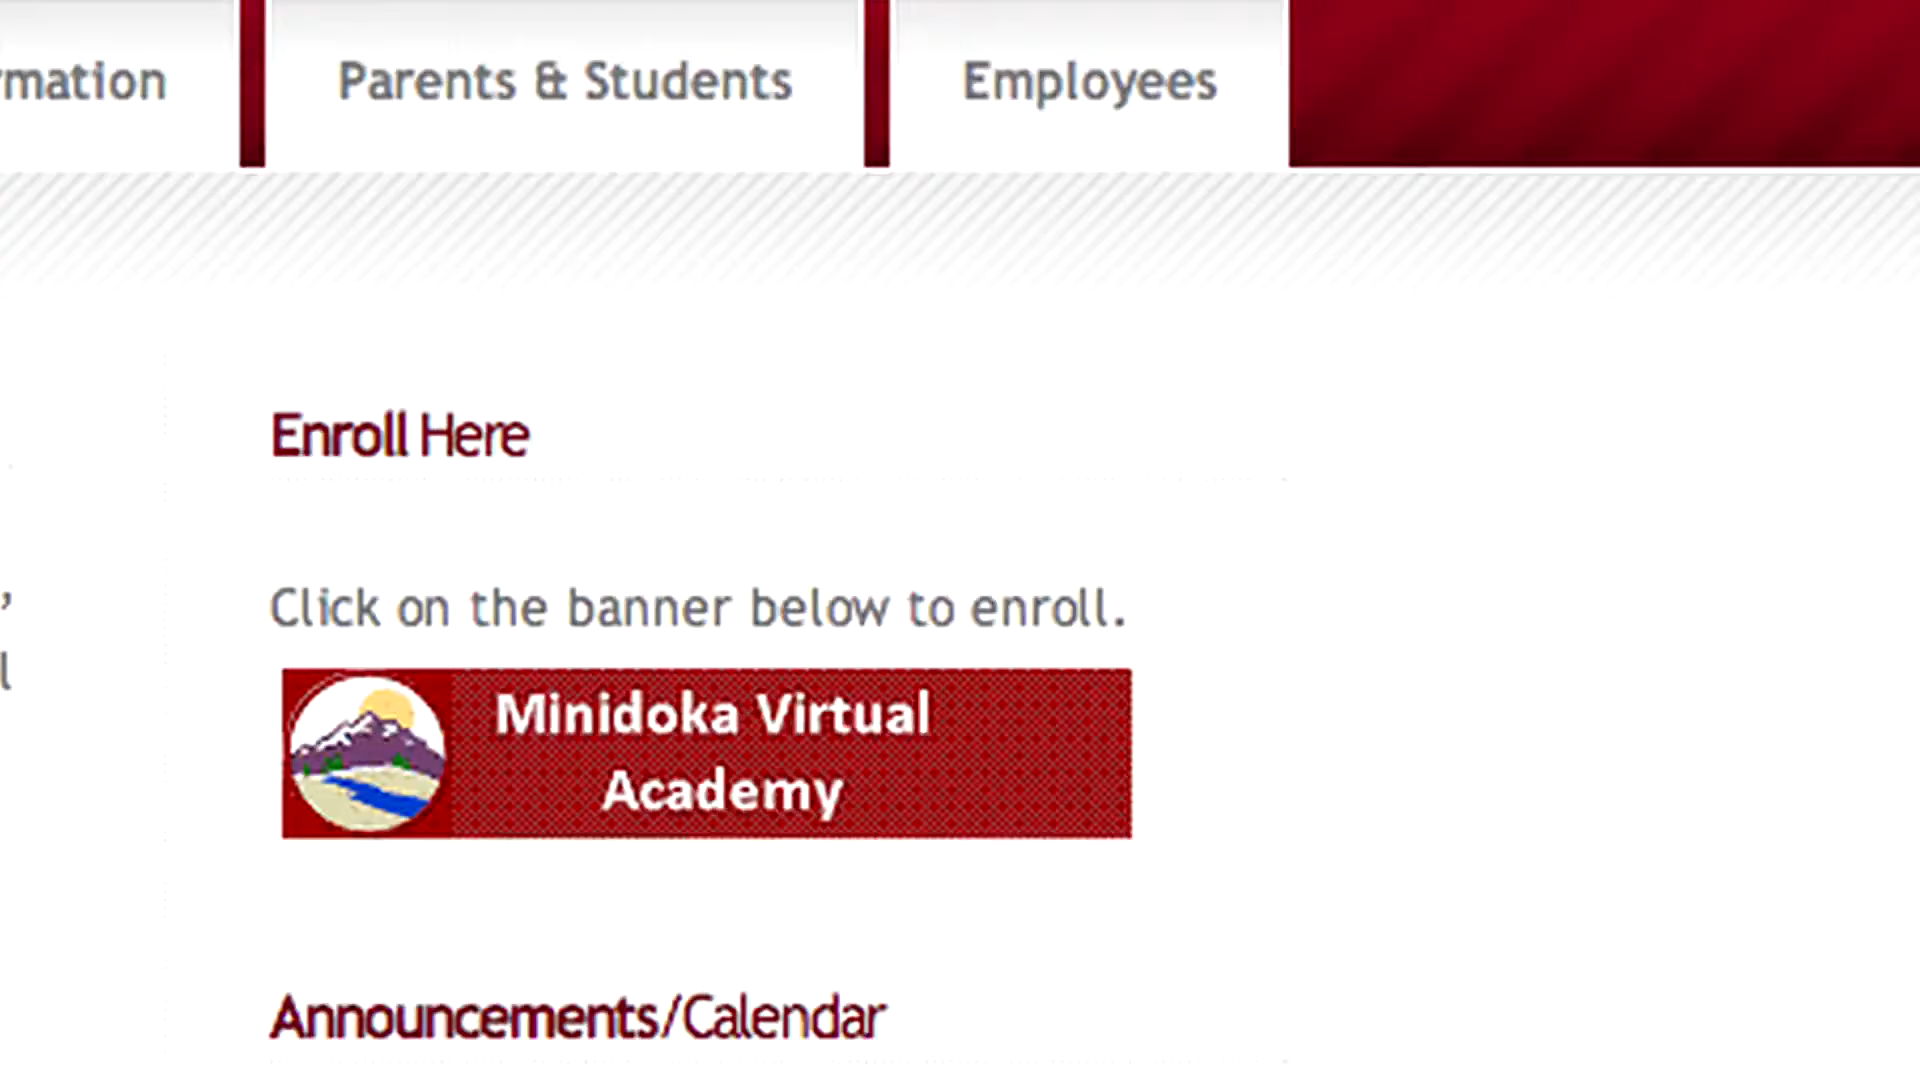 Parents & Students
Employees
Enroll Here
Click on the banner below to enroll.
Minidoka Virtual
Academy
Announcements/Calendar